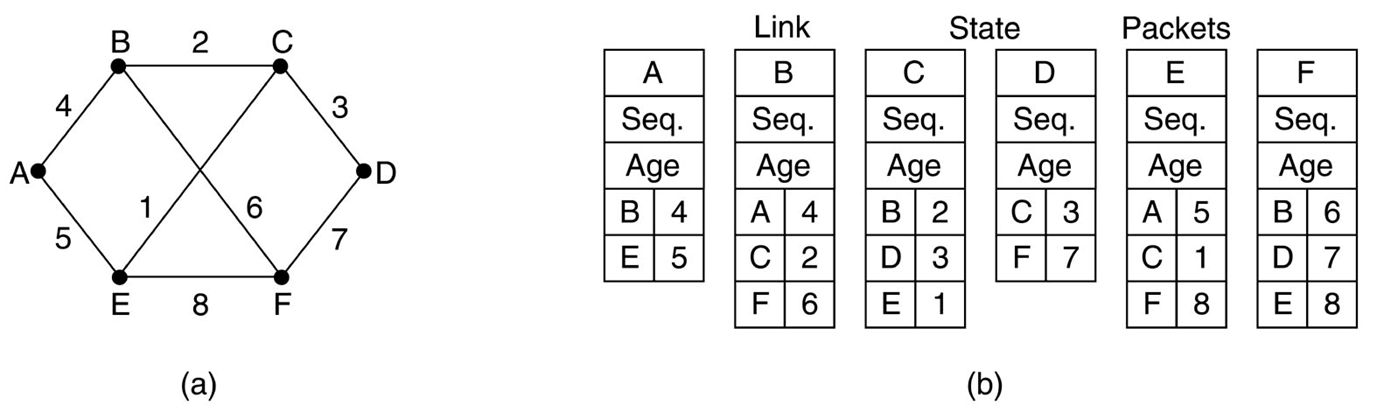 B 2 C
4 3
A D
1 6
5 7
E 8 F
(a)
Link State Packets
A B C D E F
Seq. Seq. Seq. Seq. Seq. Seq.
Age Age Age Age Age Age
B 4 A 4 B 2 C 3 A 5 B 6
E 5 C 2 D 3 F 7 C 1 D 7
F 6 E 1 F 8 E 8
(b)